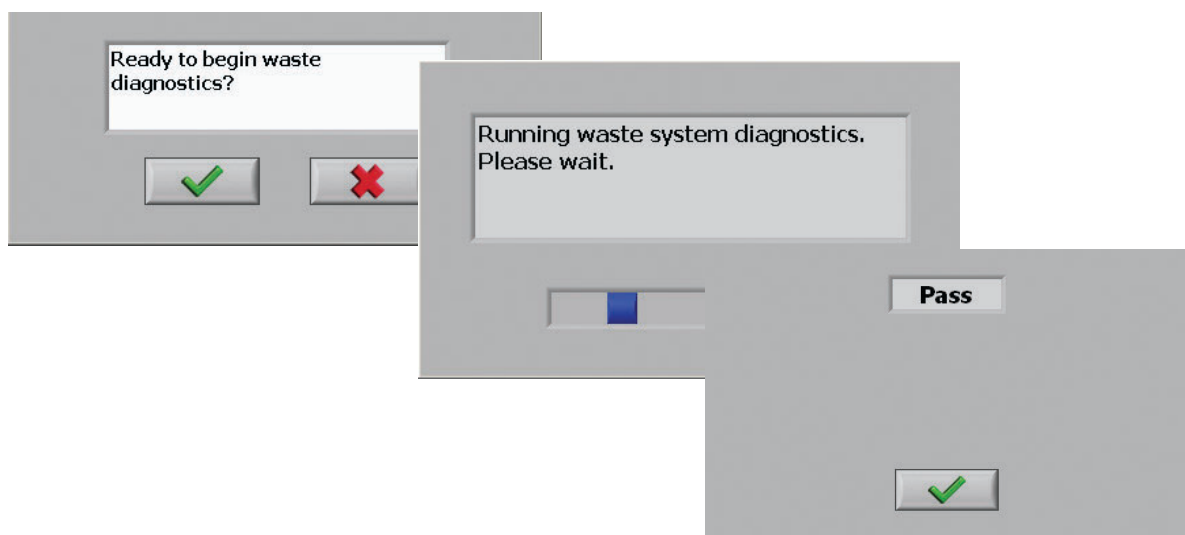 Ready to begin waste
diagnostics?
Running waste system diagnostics.
Please wait.
Pass